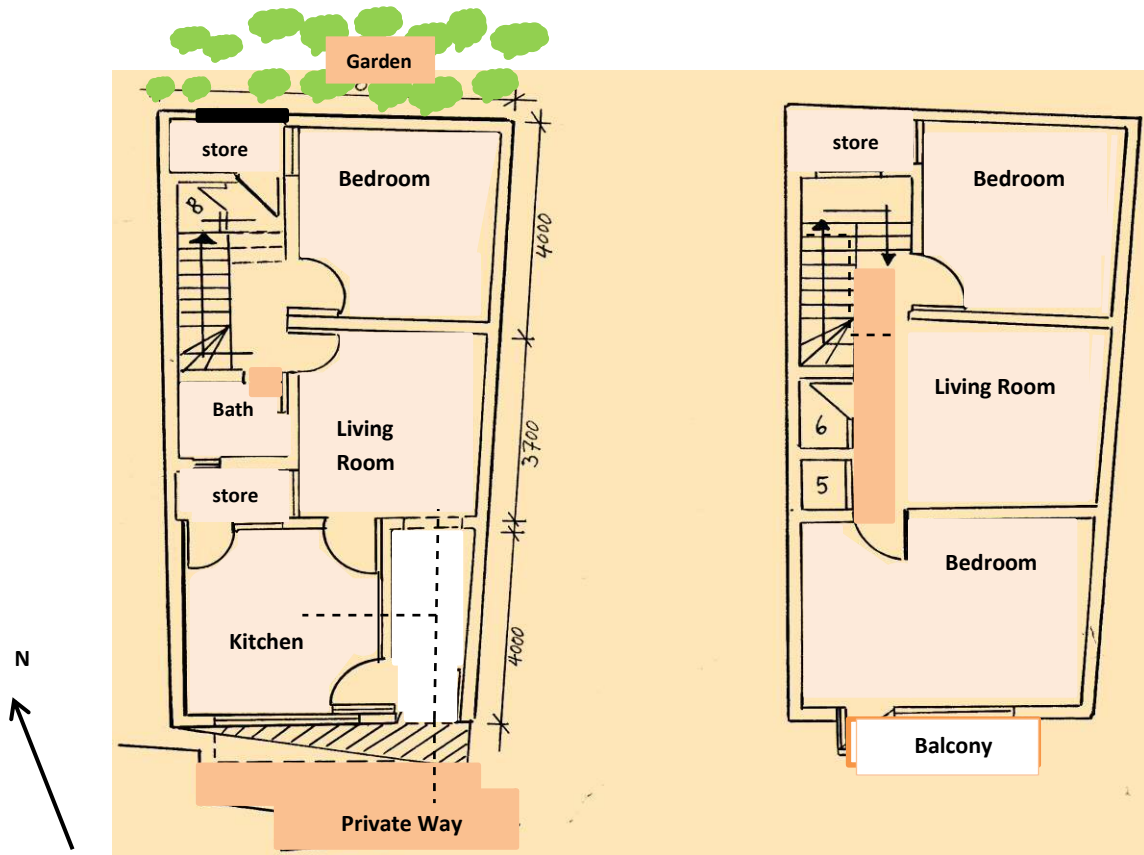 Garden
store
Bedroom
8
4000
Bath
Living
Room
3700
store
Kitchen
4000
N
Private Way
store
Bedroom
Living Room
6
5
Bedroom
Balcony